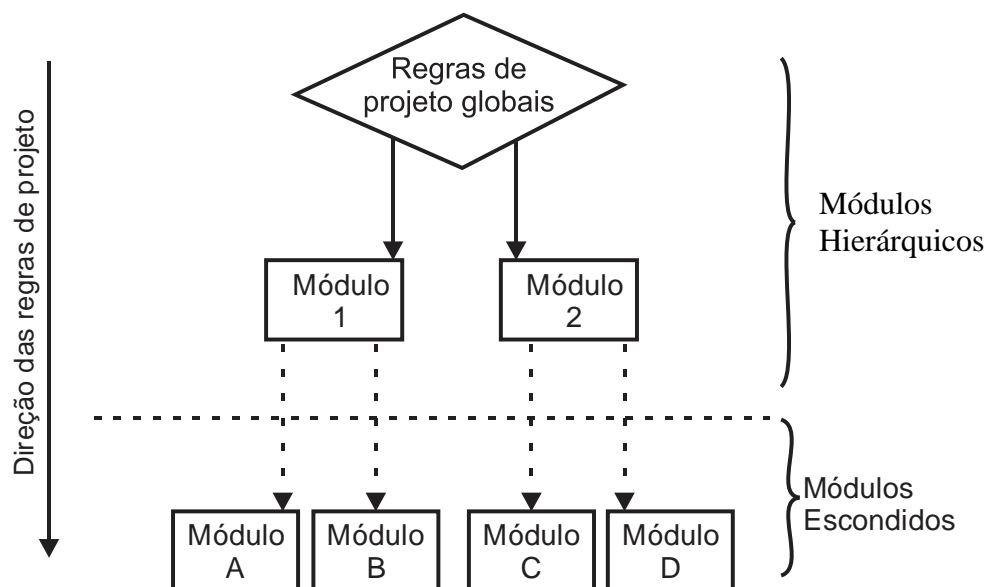 Regras de
projeto globais
Direção das regras de projeto
Módulos
Hierárquicos
Módulo
1
Módulo
2
Módulos
Escondidos
Módulo
A
Módulo
B
Módulo
C
Módulo
D